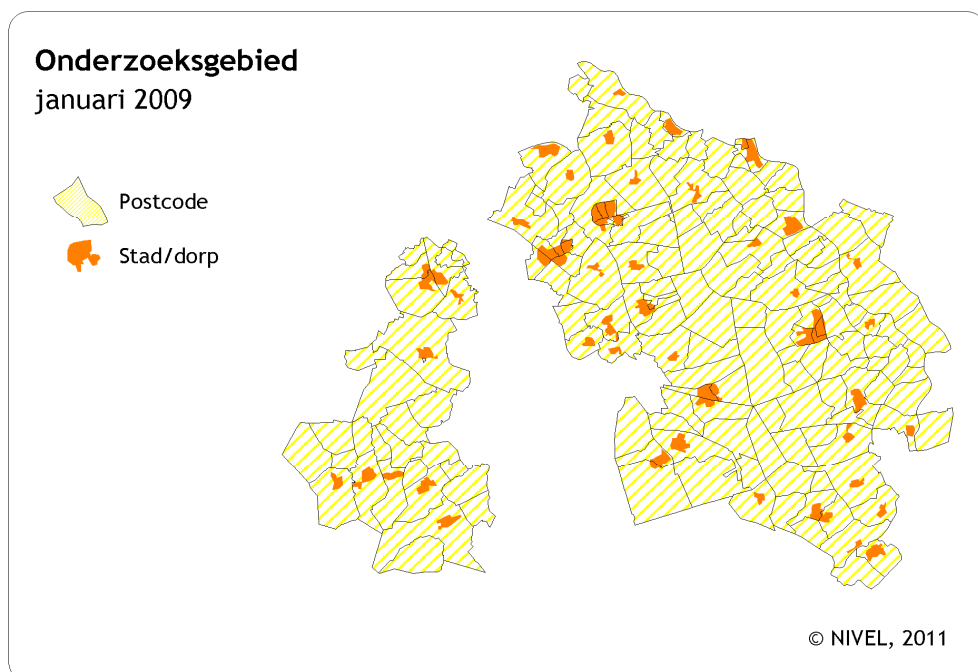 Onderzoeksgebied
januari 2009
Postcode
Stad/dorp
© NIVEL, 2011